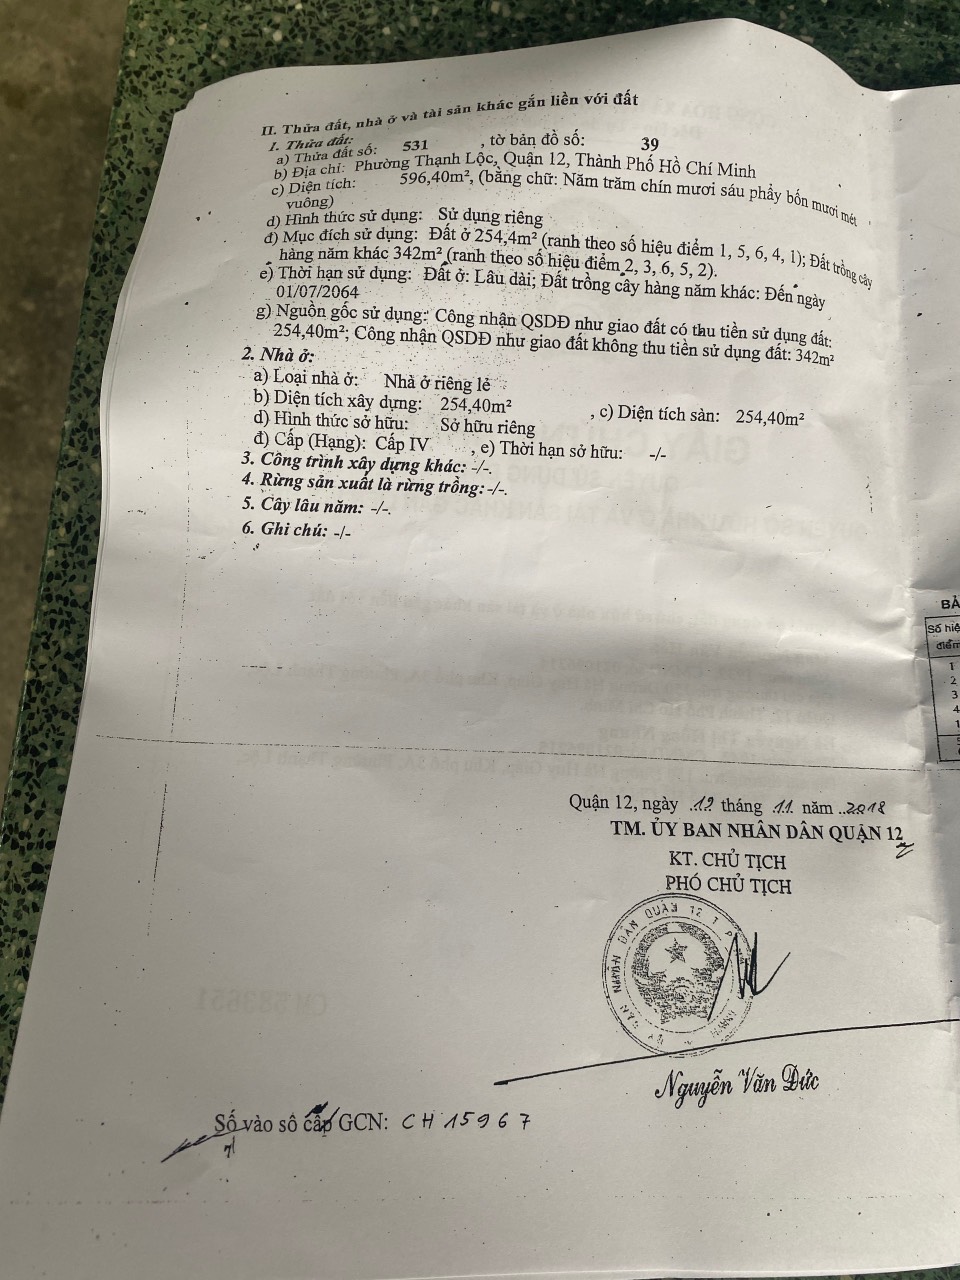 II. Thửa đất, nhà ở và tài sản khác gắn liền với đất
1. Thửa đất:
a) Thửa đất số: 531 , tờ bản đồ số: 39
b) Địa chỉ: Phường Thạnh Lộc, Quận 12, Thành Phố Hồ Chí Minh
c) Diện tích: 596,40m², (bằng chữ: Năm trăm chín mươi sáu phẩy bốn mươi mét
vuông)
d) Hình thức sử dụng: Sử dụng riêng
đ) Mục đích sử dụng: Đất ở 254,4m² (ranh theo số hiệu điểm 1, 5, 6, 4, 1); Đất trồng cây
hàng năm khác 342m² (ranh theo số hiệu điểm 2, 3, 6, 5, 2).
e) Thời hạn sử dụng: Đất ở: Lâu dài; Đất trồng cây hàng năm khác: Đến ngày
01/07/2064
g) Nguồn gốc sử dụng: Công nhận QSDĐ như giao đất có thu tiền sử dụng đất:
254,40m²; Công nhận QSDĐ như giao đất không thu tiền sử dụng đất: 342m²
2. Nhà ở:
a) Loại nhà ở: Nhà ở riêng lẻ
b) Diện tích xây dựng: 254,40m² , c) Diện tích sàn: 254,40m²
d) Hình thức sở hữu: Sở hữu riêng
đ) Cấp (Hạng): Cấp IV , e) Thời hạn sở hữu: -/-
3. Công trình xây dựng khác: -/-.
4. Rừng sản xuất là rừng trồng: -/-.
5. Cây lâu năm: -/-.
6. Ghi chú: -/-
BẢ
Số hiệ
điểm
1
2
3
4
1
Quận 12, ngày 12 tháng 11 năm 2018
TM. ỦY BAN NHÂN DÂN QUẬN 12
KT. CHỦ TỊCH
PHÓ CHỦ TỊCH
Nguyễn Văn Đức
Số vào sổ cấp GCN: CH 15967